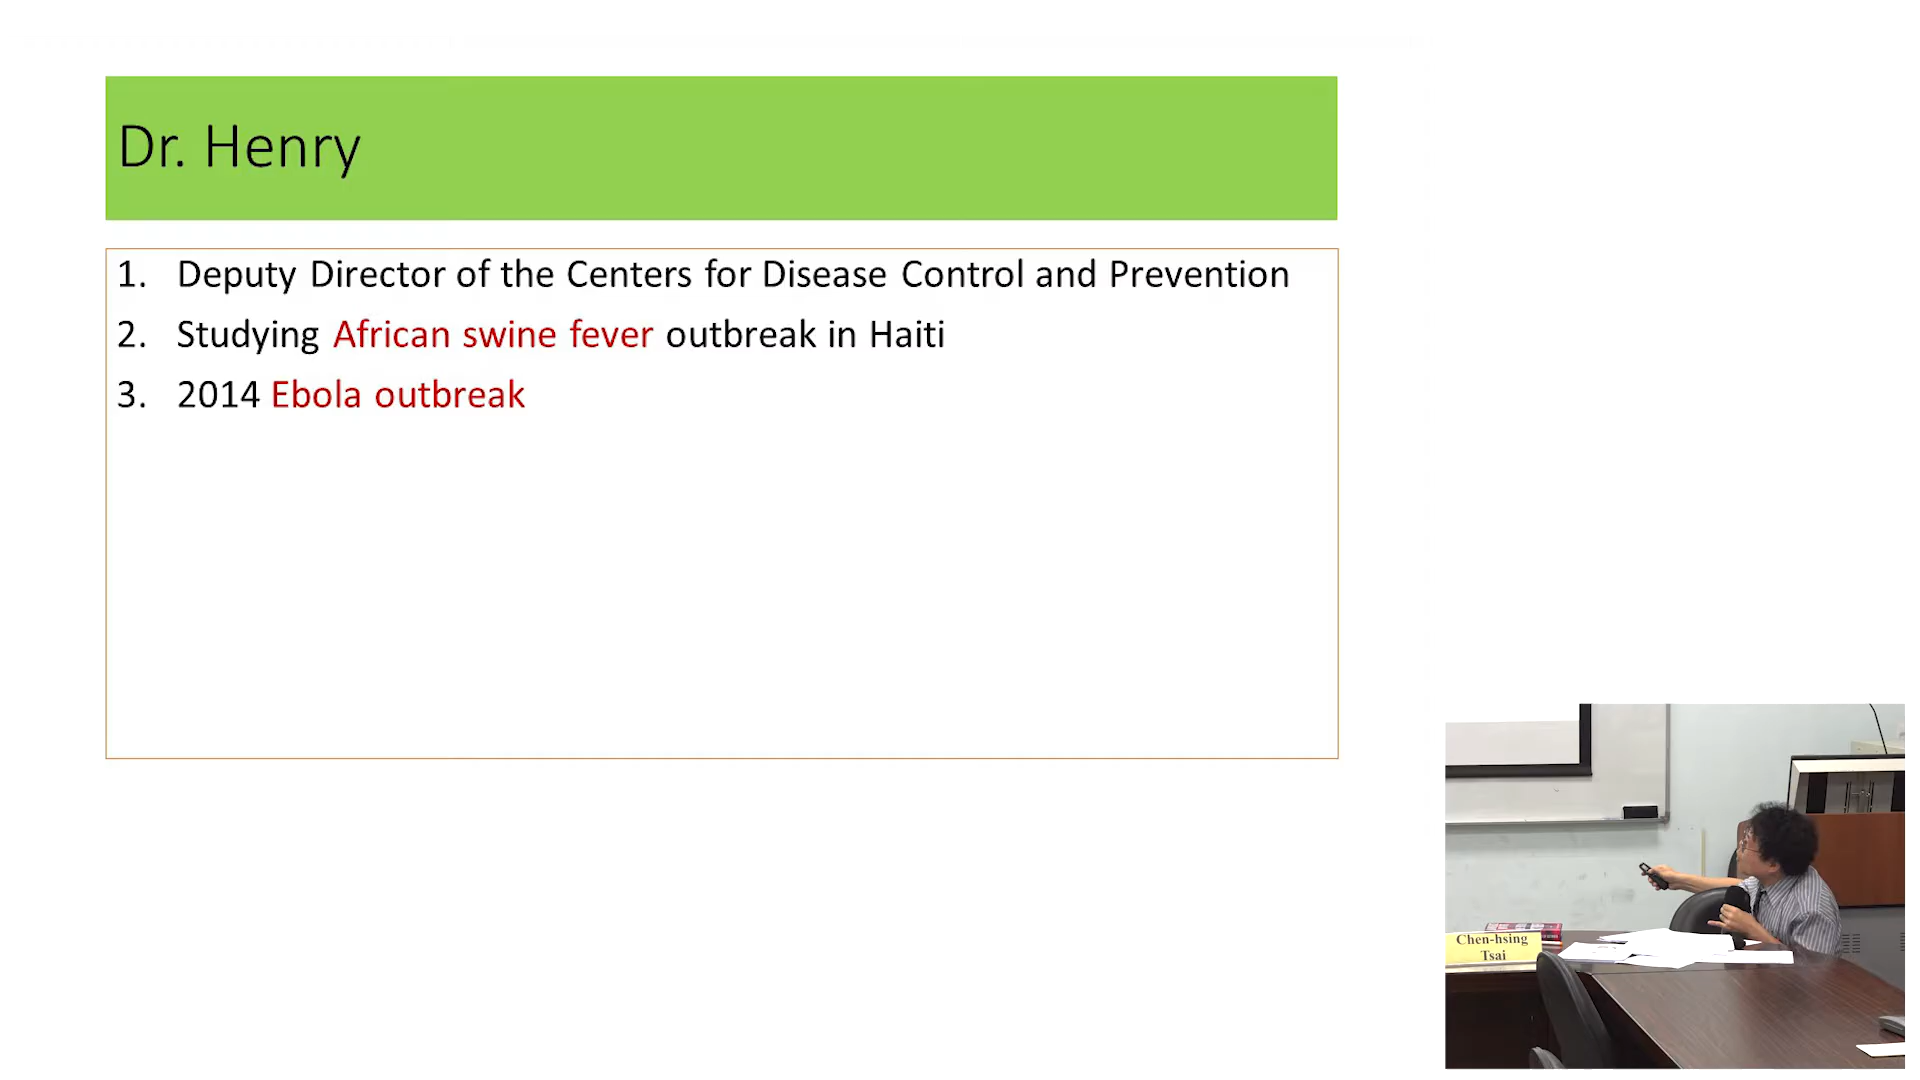 Dr. Henry
1. Deputy Director of the Centers for Disease Control and Prevention
2. Studying African swine fever outbreak in Haiti
3. 2014 Ebola outbreak
Chen-hsing
Tsai